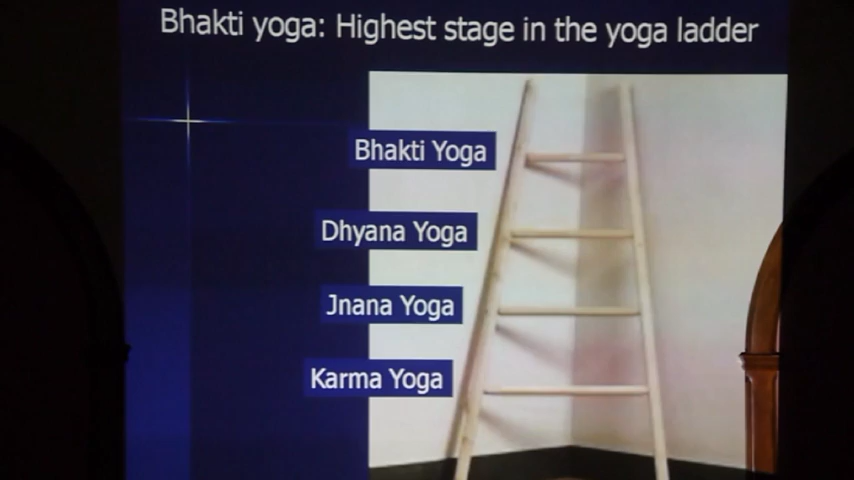 Bhakti yoga: Highest stage in the yoga ladder
Bhakti Yoga
Dhyana Yoga
Jnana Yoga
Karma Yoga